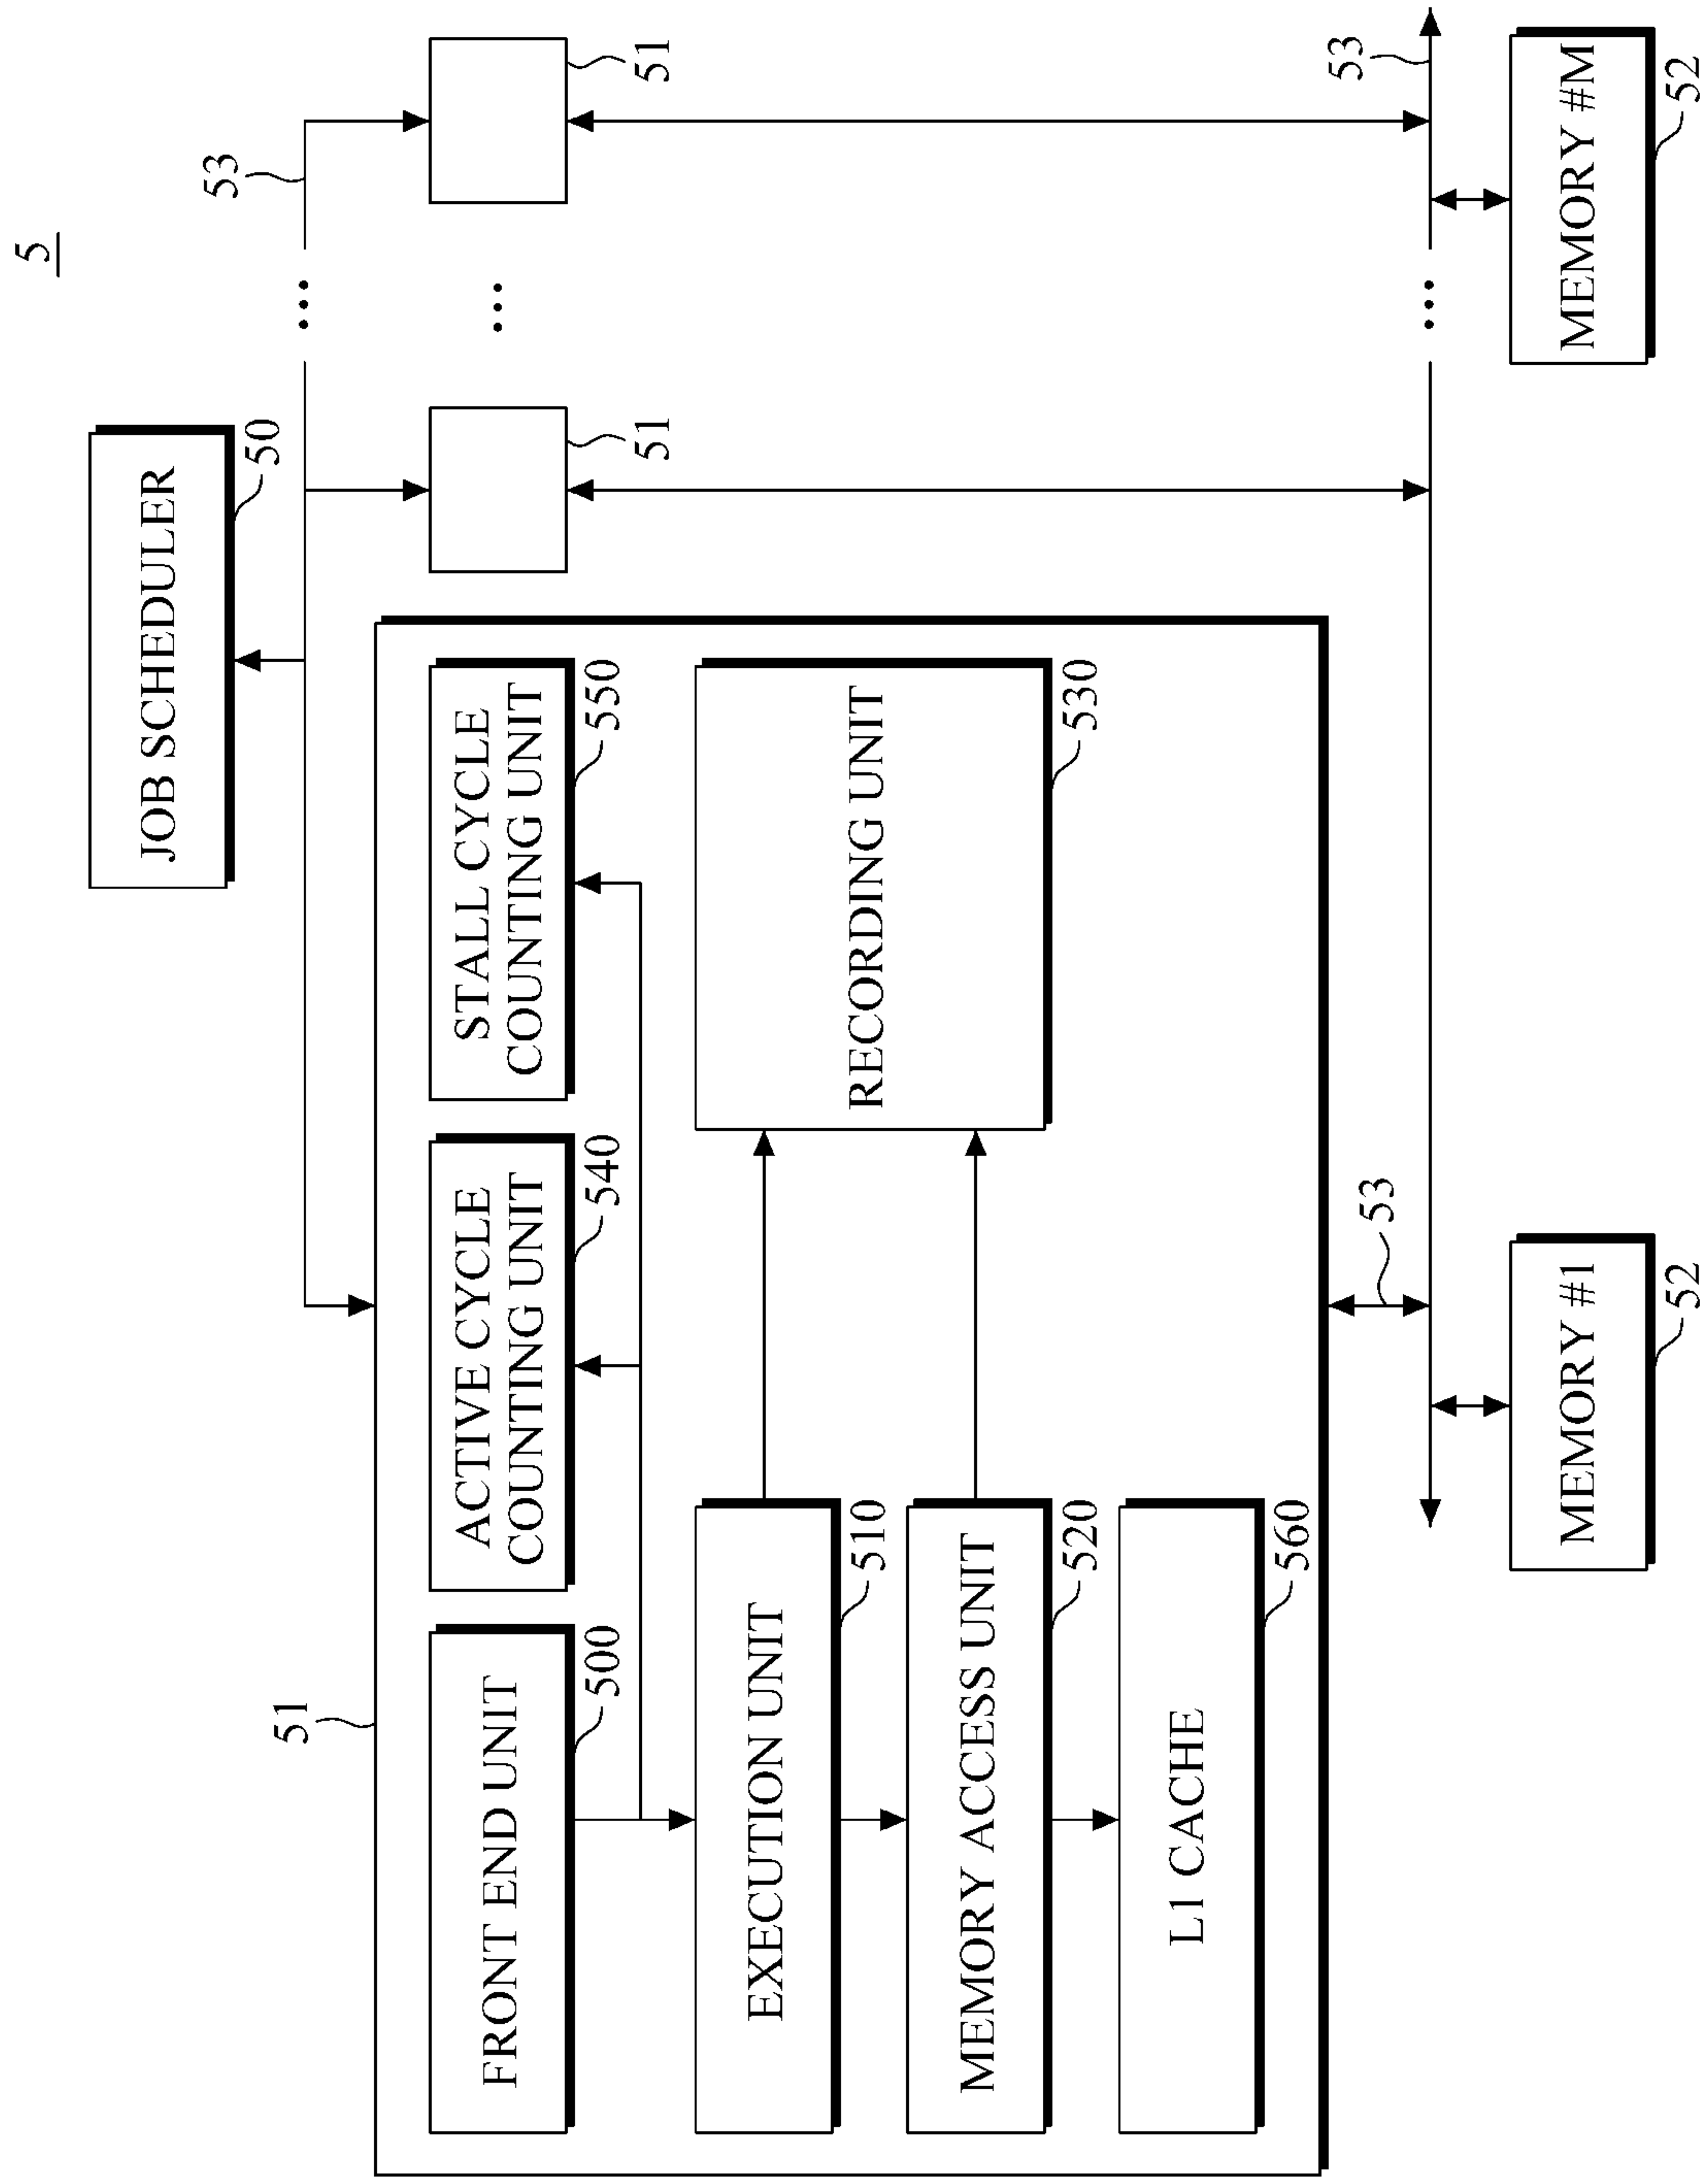 5
JOB SCHEDULER
50
53
...
51
FRONT END UNIT
500
ACTIVE CYCLE
COUNTING UNIT
540
STALL CYCLE
COUNTING UNIT
550
51
...
51
EXECUTION UNIT
510
MEMORY ACCESS UNIT
520
L1 CACHE
560
RECORDING UNIT
530
53
...
53
MEMORY #1
52
MEMORY #M
52